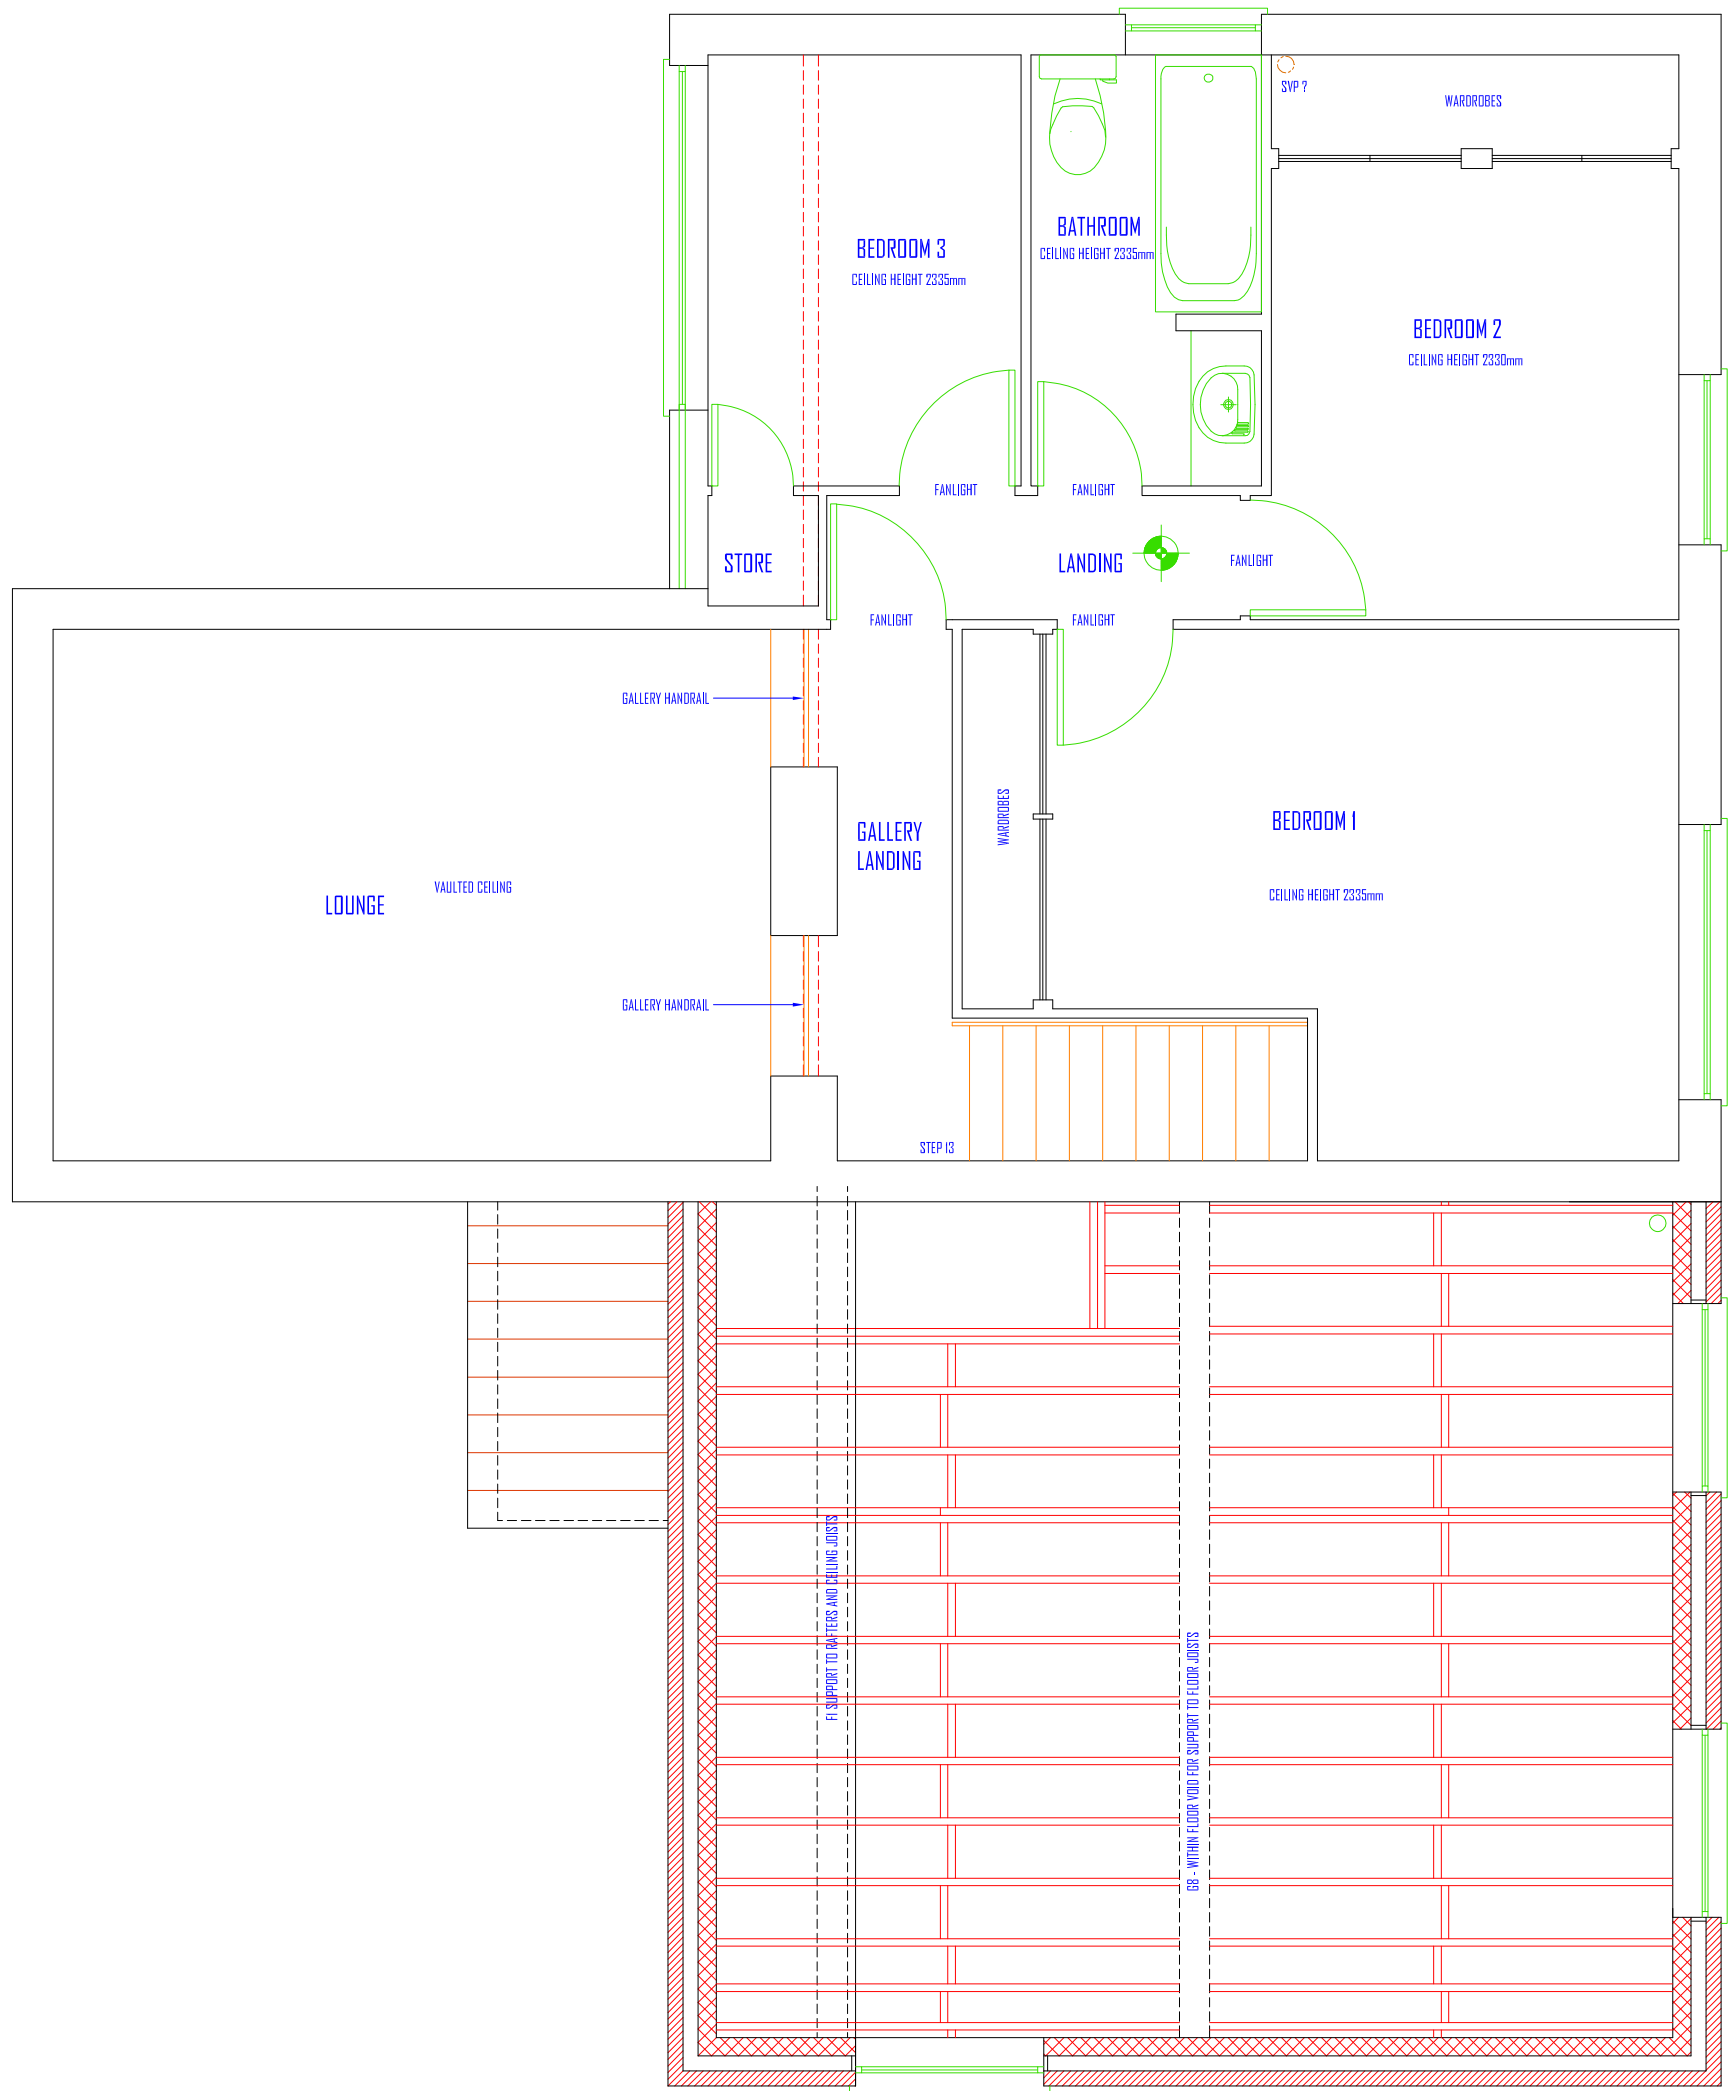 SVP ?
WARDROBES
BATHROOM
CEILING HEIGHT 2335mm
BEDROOM 3
CEILING HEIGHT 2335mm
BEDROOM 2
CEILING HEIGHT 2330mm
FANLIGHT
FANLIGHT
STORE
LANDING
FANLIGHT
FANLIGHT
FANLIGHT
GALLERY HANDRAIL
WARDROBES
BEDROOM 1
CEILING HEIGHT 2335mm
GALLERY
LANDING
LOUNGE
VAULTED CEILING
GALLERY HANDRAIL
STEP 13
F1 SUPPORT TO RAFTERS AND CEILING JOISTS
GB - WITHIN FLOOR VOID FOR SUPPORT TO FLOOR JOISTS